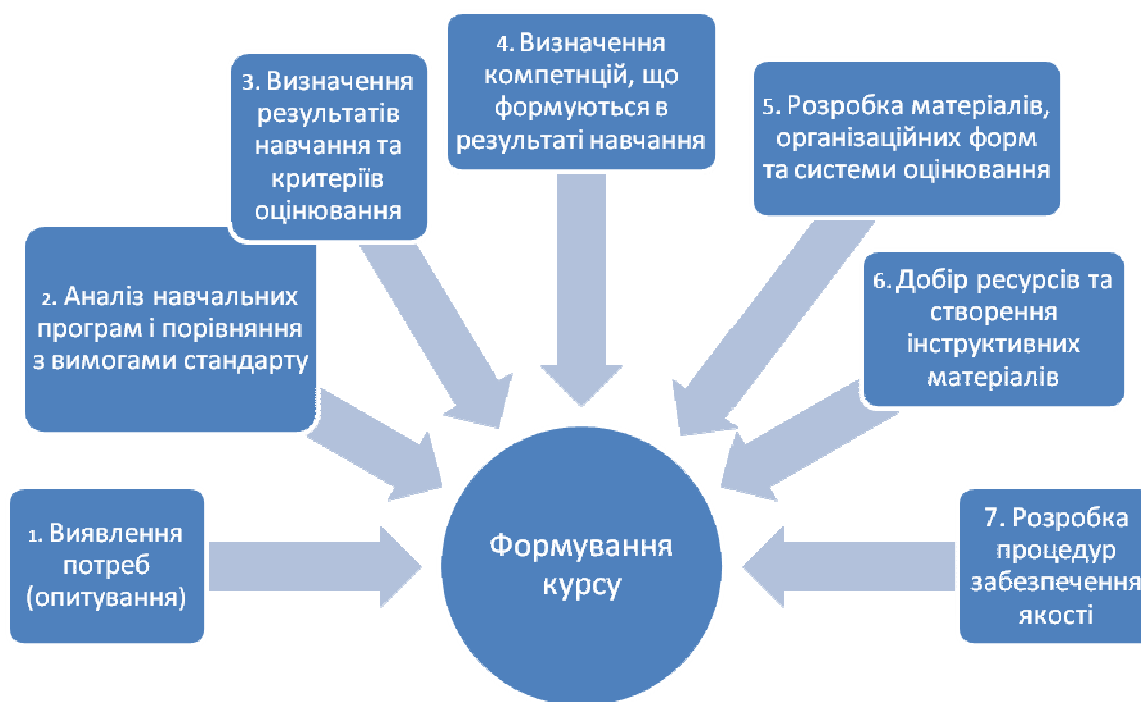 1. Виявлення
потреб
(опитування)
2. Аналіз навчальних
програм і порівняння
з вимогами стандарту
3. Визначення
результатів
навчання та
критеріїв
оцінювання
4. Визначення
компетнцій, що
формуються в
результаті навчання
5. Розробка матеріалів,
організаційних форм
та системи оцінювання
6. Добір ресурсів та
створення
інструктивних
матеріалів
7. Розробка
процедур
забезпечення
якості
Формування
курсу